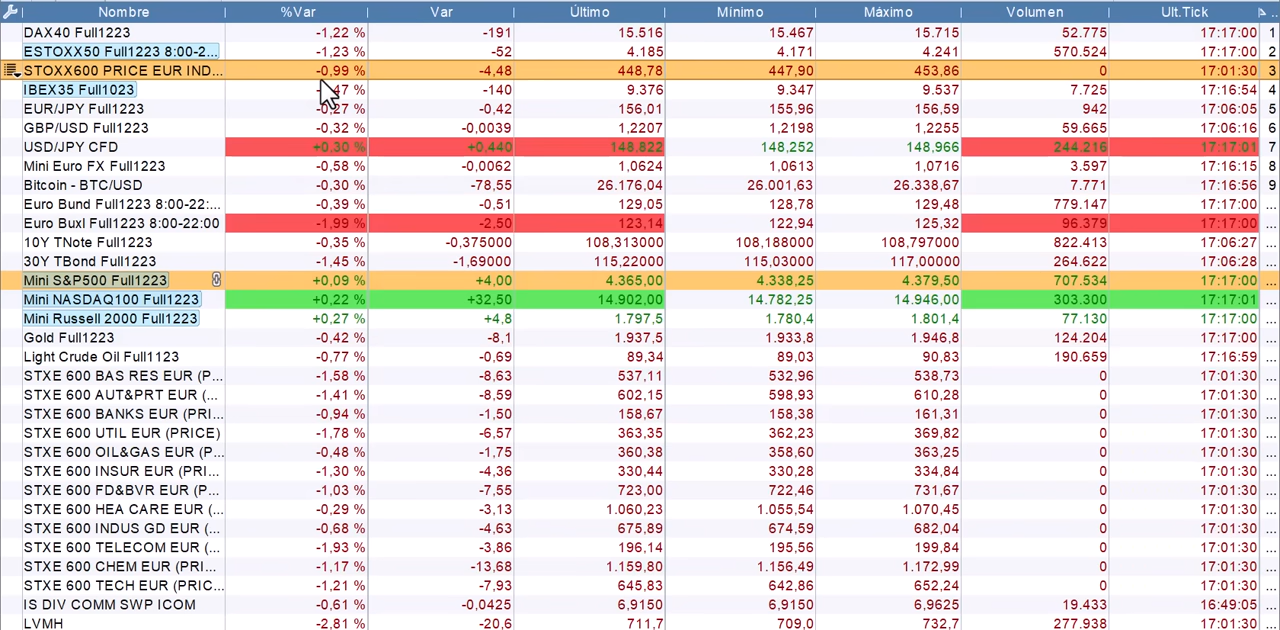 Nombre %Var Var Último Mínimo Máximo Volumen Ult.Tick ..
DAX40 Full1223 -1,22 % -191 15.516 15.467 15.715 52.775 17:17:00 1
ESTOXX50 Full1223 8:00-2... -1,23 % -52 4.185 4.171 4.241 570.524 17:17:00 2
STOXX600 PRICE EUR IND... -0,99 % -4,48 448,78 447,90 453,86 0 17:01:30 3
IBEX35 Full1023 47 % -140 9.376 9.347 9.537 7.725 17:16:54 4
EUR/JPY Full1223 -0,27 % -0,42 156,01 155,96 156,59 942 17:06:05 5
GBP/USD Full1223 -0,32 % -0,0039 1,2207 1,2198 1,2255 59.665 17:06:16 6
USD/JPY CFD +0,30 % +0,440 148,822 148,252 148,966 244.216 17:17:01 7
Mini Euro FX Full1223 -0,58 % -0,0062 1,0624 1,0613 1,0716 3.597 17:16:15 8
Bitcoin - BTC/USD -0,30 % -78,55 26.176,04 26.001,63 26.338,67 7.771 17:16:56 9
Euro Bund Full1223 8:00-22:... -0,39 % -0,51 129,05 128,78 129,48 779.147 17:17:00 ...
Euro Buxl Full1223 8:00-22:00 -1,99 % -2,50 123,14 122,94 125,32 96.379 17:17:00 ...
10Y TNote Full1223 -0,35 % -0,375000 108,313000 108,188000 108,797000 822.413 17:06:27 ...
30Y TBond Full1223 -1,45 % -1,69000 115,22000 115,03000 117,00000 264.622 17:06:28 ...
Mini S&P500 Full1223 +0,09 % +4,00 4.365,00 4.338,25 4.379,50 707.534 17:17:00 ...
Mini NASDAQ100 Full1223 +0,22 % +32,50 14.902,00 14.782,25 14.946,00 303.300 17:17:01 ...
Mini Russell 2000 Full1223 +0,27 % +4,8 1.797,5 1.780,4 1.801,4 77.130 17:17:00 ...
Gold Full1223 -0,42 % -8,1 1.937,5 1.933,8 1.946,8 124.204 17:17:00 ...
Light Crude Oil Full1123 -0,77 % -0,69 89,34 89,03 90,83 190.659 17:16:59 ...
STXE 600 BAS RES EUR (P... -1,58 % -8,63 537,11 532,96 538,73 0 17:01:30 ...
STXE 600 AUT&PRT EUR (... -1,41 % -8,59 602,15 598,93 610,28 0 17:01:30 ...
STXE 600 BANKS EUR (PRI... -0,94 % -1,50 158,67 158,38 161,31 0 17:01:30 ...
STXE 600 UTIL EUR (PRICE) -1,78 % -6,57 363,35 362,23 369,82 0 17:01:30 ...
STXE 600 OIL&GAS EUR (P... -0,48 % -1,75 360,38 358,60 363,25 0 17:01:30 ...
STXE 600 INSUR EUR (PRI... -1,30 % -4,36 330,44 330,28 334,84 0 17:01:30 ...
STXE 600 FD&BVR EUR (P... -1,03 % -7,55 723,00 722,46 731,67 0 17:01:30 ...
STXE 600 HEA CARE EUR (... -0,29 % -3,13 1.060,23 1.055,54 1.070,45 0 17:01:30 ...
STXE 600 INDUS GD EUR (... -0,68 % -4,63 675,89 674,59 682,04 0 17:01:30 ...
STXE 600 TELECOM EUR (... -1,93 % -3,86 196,14 195,56 199,84 0 17:01:30 ...
STXE 600 CHEM EUR (PRI... -1,17 % -13,68 1.159,80 1.156,49 1.172,99 0 17:01:30 ...
STXE 600 TECH EUR (PRIC... -1,21 % -7,93 645,83 642,86 652,24 0 17:01:30 ...
IS DIV COMM SWP ICOM -0,61 % -0,0425 6,9150 6,9150 6,9625 19.433 16:49:05 ...
LVMH -2,81 % -20,6 711,7 709,0 732,7 277.938 17:17:00 ...